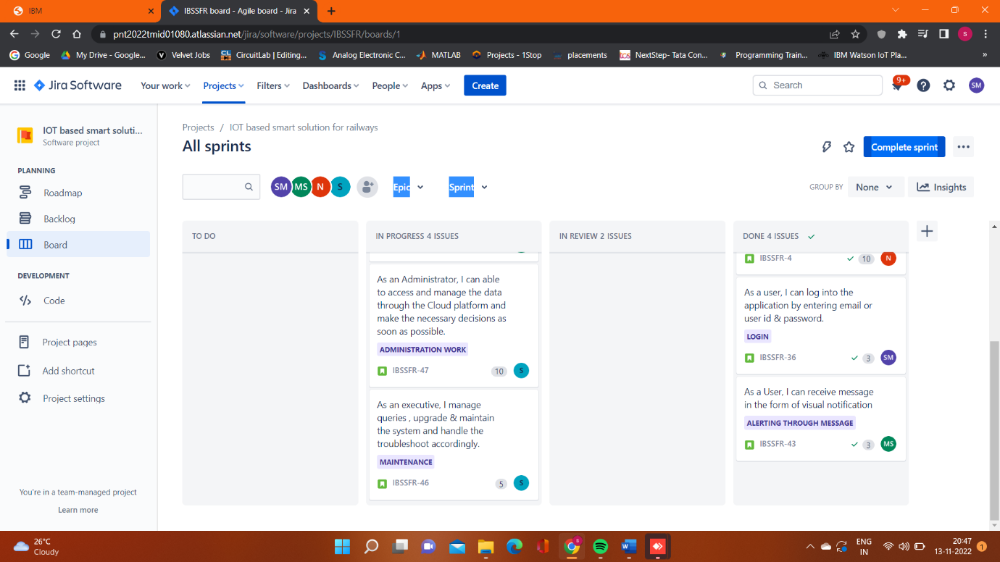 IBM
IBSSFR board - Agile board - Jira
pnt2022tmid01080.atlassian.net/jira/software/projects/IBSSFR/boards/1
S
Google
My Drive - Google...
Velvet Jobs
CircuitLab | Editing...
Analog Electronic C...
MATLAB
Projects - 1Stop
placements
NextStep- Tata Con...
Programming Train...
IBM Watson IoT Pla...
»
Jira Software
Your work
Projects
Filters
Dashboards
People
Apps
Create
Search
9+
SM
IOT based smart soluti...
Software project
PLANNING
Roadmap
Backlog
Board
DEVELOPMENT
Code
Project pages
Add shortcut
Project settings
You're in a team-managed project
Learn more
Projects / IOT based smart solution for railways
All sprints
Complete sprint
SM MS N S
Epic
Sprint
GROUP BY
None
Insights
TO DO
IN PROGRESS 4 ISSUES
As an Administrator, I can able
to access and manage the data
through the Cloud platform and
make the necessary decisions as
soon as possible.
ADMINISTRATION WORK
IBSSFR-47 10 S
As an executive, I manage
queries , upgrade & maintain
the system and handle the
troubleshoot accordingly.
MAINTENANCE
IBSSFR-46 5 S
IN REVIEW 2 ISSUES
DONE 4 ISSUES
IBSSFR-4 10 N
As a user, I can log into the
application by entering email or
user id & password.
LOGIN
IBSSFR-36 3 SM
As a User, I can receive message
in the form of visual notification
ALERTING THROUGH MESSAGE
IBSSFR-43 3 MS
26°C
Cloudy
ENG
IN
20:47
13-11-2022
1